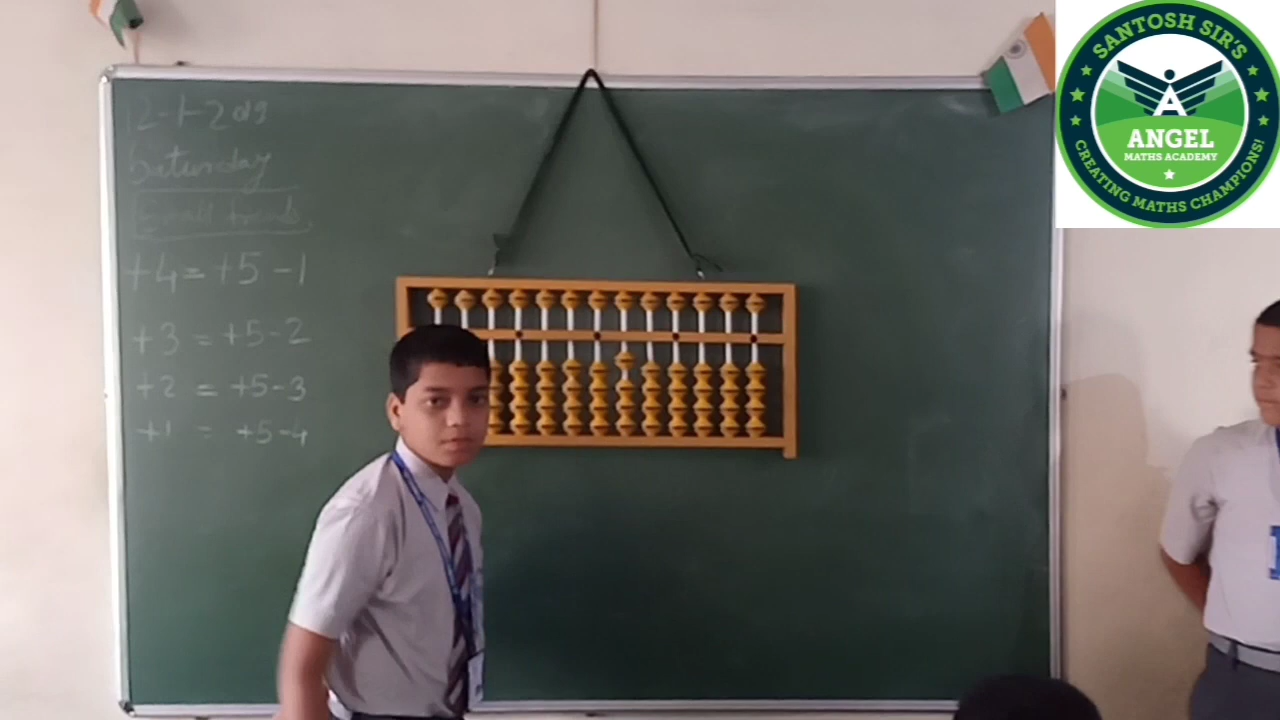 12-1-2019
Saturday
Small friends
+4 = +5 -1
+3 = +5-2
+2 = +5-3
+1 = +5-4
SANTOSH SIR'S
A
ANGEL
MATHS ACADEMY
CREATING MATHS CHAMPIONS!